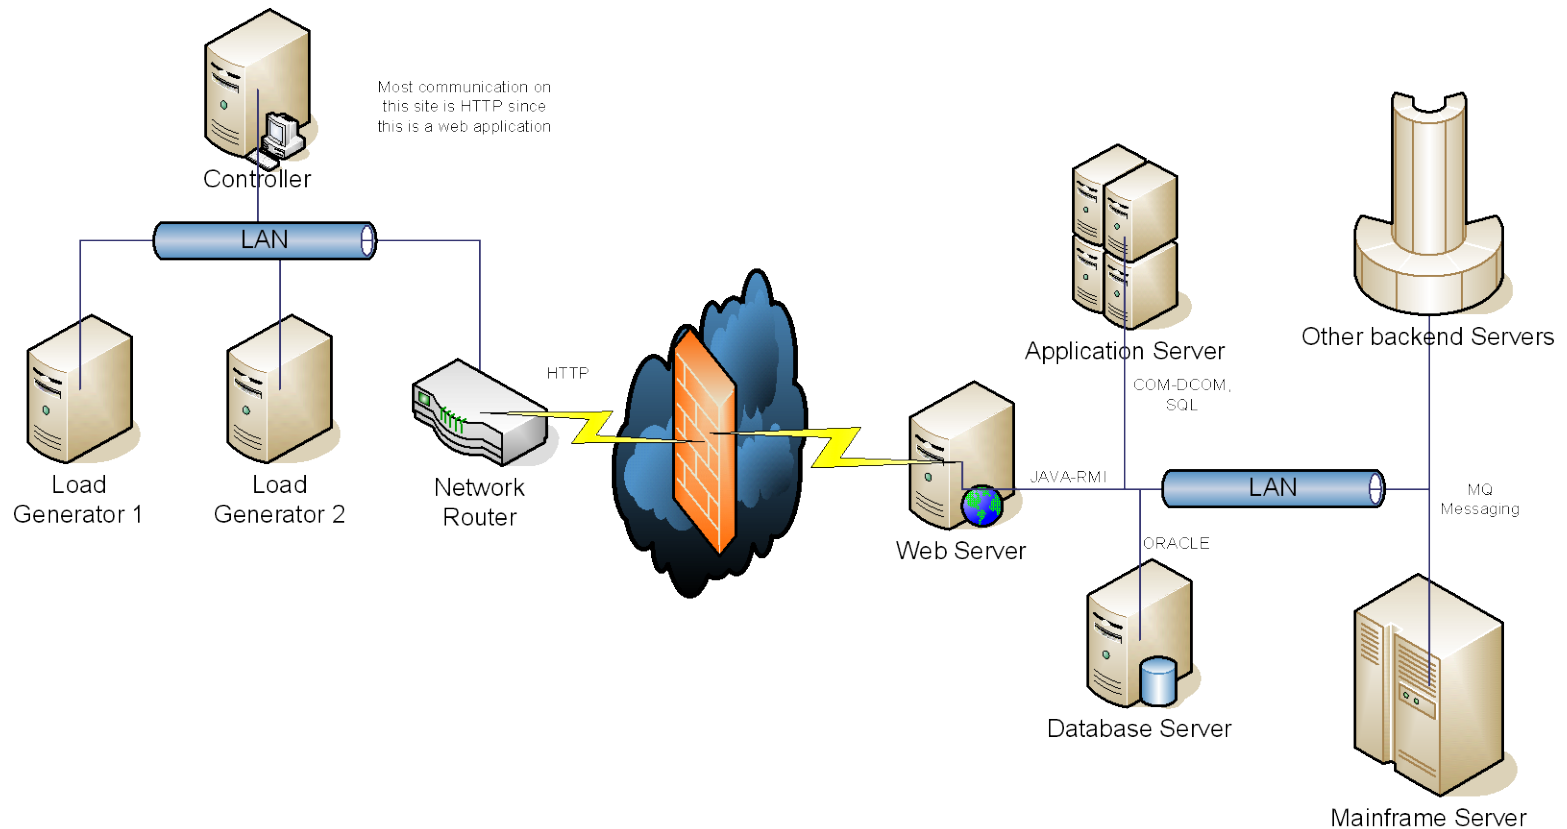 Most communication on
this site is HTTP since
this is a web application
Controller
LAN
Load
Generator 1
Load
Generator 2
Network
Router
HTTP
Web Server
JAVA-RMI
Application Server
COM-DCOM,
SQL
Other backend Servers
LAN
MQ
Messaging
ORACLE
Database Server
Mainframe Server